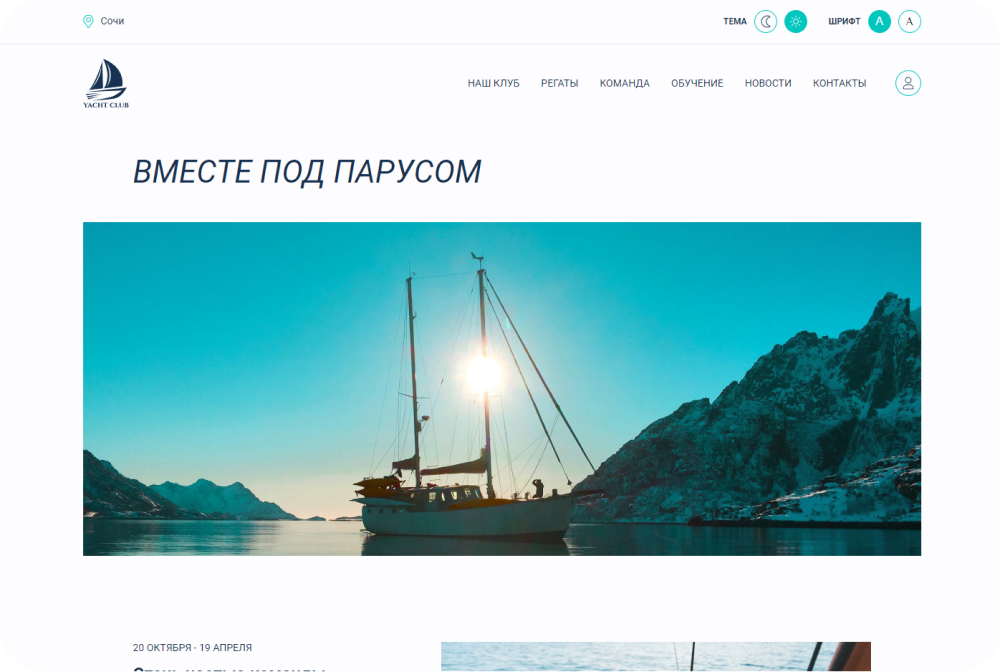 Сочи
ТЕМА
ШРИФТ A A
YACHT CLUB
НАШ КЛУБ РЕГАТЫ КОМАНДА ОБУЧЕНИЕ НОВОСТИ КОНТАКТЫ
ВМЕСТЕ ПОД ПАРУСОМ
20 ОКТЯБРЯ - 19 АПРЕЛЯ